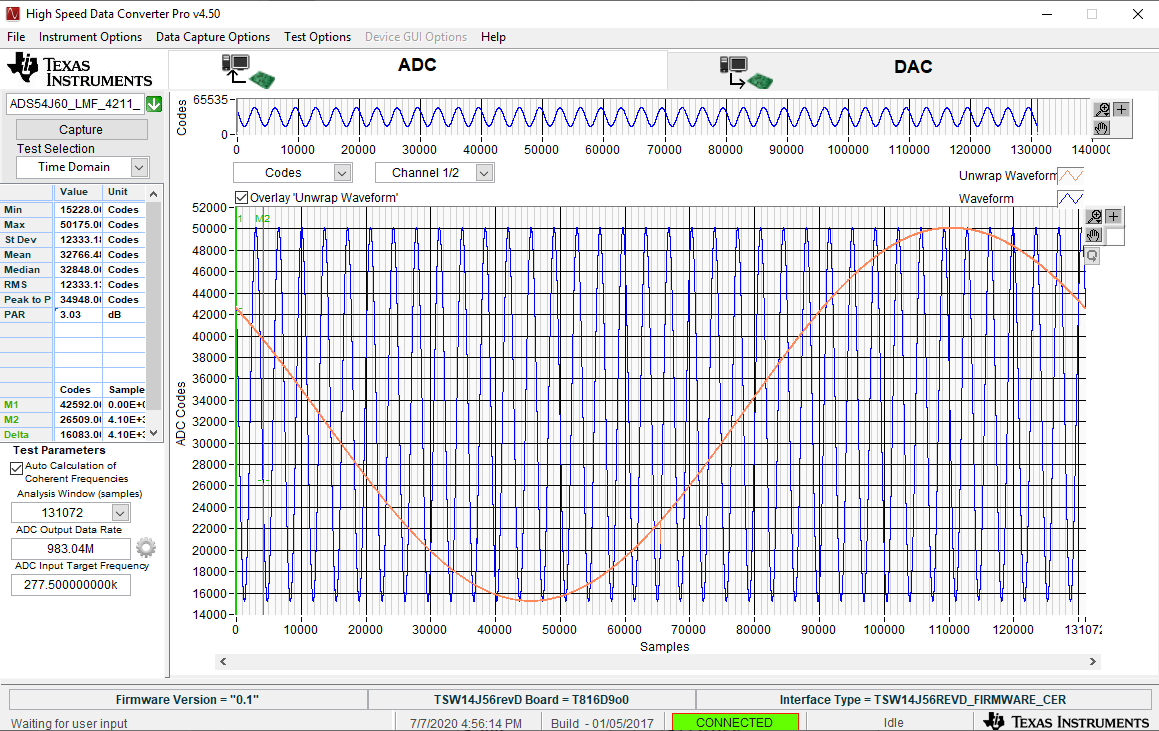 High Speed Data Converter Pro v4.50
File Instrument Options Data Capture Options Test Options Device GUI Options Help
TEXAS INSTRUMENTS
ADC
DAC
ADS54J60_LMF_4211_
Capture
Test Selection
Time Domain
Value Unit
Min 15228.0 Codes
Max 50175.0 Codes
St Dev 12333.1 Codes
Mean 32766.4 Codes
Median 32848.0 Codes
RMS 12333.1 Codes
Peak to P 34948.0 Codes
PAR 3.03 dB
Codes Sample
M1 42592.0 0.00E+
M2 26509.0 4.10E+
Delta 16083.0 4.10E+
Test Parameters
Auto Calculation of
Coherent Frequencies
Analysis Window (samples)
131072
ADC Output Data Rate
983.04M
ADC Input Target Frequency
277.500000000k
Codes
65535
0
0 10000 20000 30000 40000 50000 60000 70000 80000 90000 100000 110000 120000 130000 140000
Codes
Channel 1/2
Unwrap Waveform
Overlay 'Unwrap Waveform'
Waveform
1 M2
ADC Codes
52000
50000
48000
46000
44000
42000
40000
38000
36000
34000
32000
30000
28000
26000
24000
22000
20000
18000
16000
14000
0 10000 20000 30000 40000 50000 60000 70000 80000 90000 100000 110000 120000 131072
Samples
Firmware Version = "0.1"
TSW14J56revD Board = T816D9o0
Interface Type = TSW14J56REVD_FIRMWARE_CER
Waiting for user input
7/7/2020 4:56:14 PM
Build - 01/05/2017
CONNECTED
Idle
TEXAS INSTRUMENTS